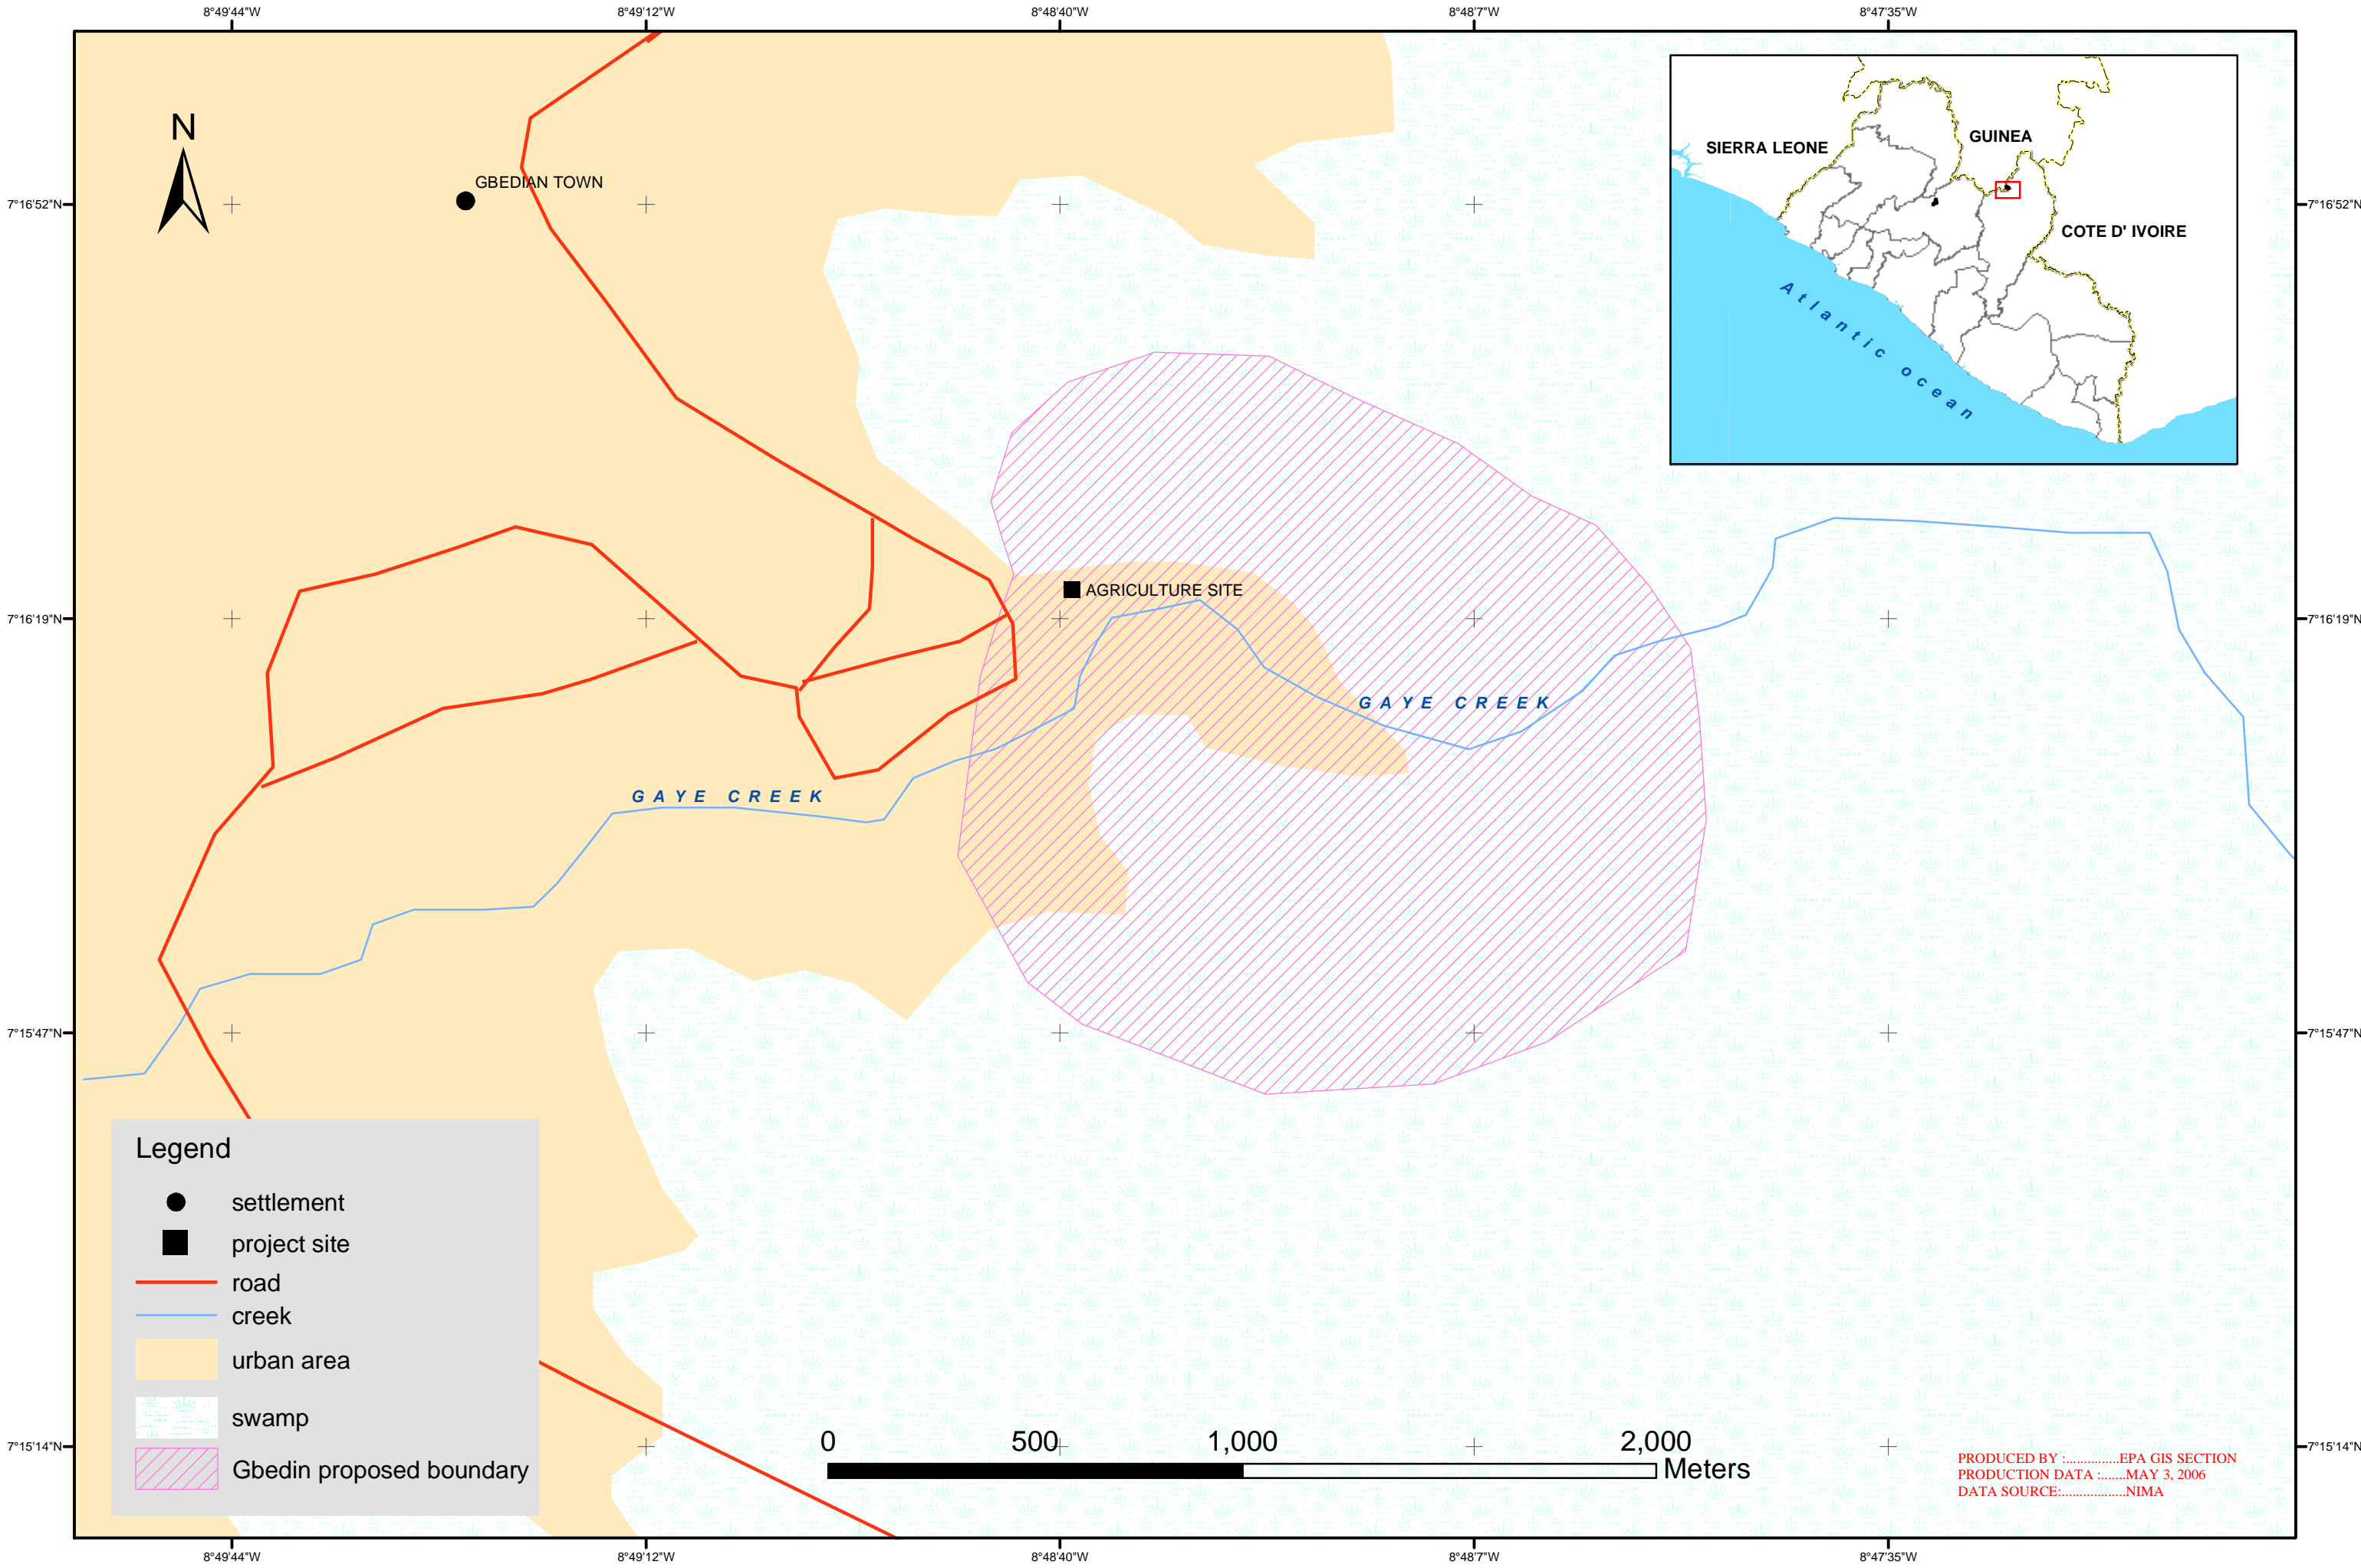 8°49'44"W 8°49'12"W 8°48'40"W 8°48'7"W 8°47'35"W
N
GBEDIAN TOWN
7°16'52"N
7°16'52"N
SIERRA LEONE
GUINEA
COTE D' IVOIRE
Atlantic ocean
AGRICULTURE SITE
7°16'19"N
7°16'19"N
GAYE CREEK
GAYE CREEK
7°15'47"N
7°15'47"N
Legend
settlement
project site
road
creek
urban area
swamp
Gbedin proposed boundary
0 500 1,000 2,000
Meters
7°15'14"N
7°15'14"N
PRODUCED BY :..............EPA GIS SECTION
PRODUCTION DATA :.......MAY 3, 2006
DATA SOURCE:.................NIMA
8°49'44"W 8°49'12"W 8°48'40"W 8°48'7"W 8°47'35"W